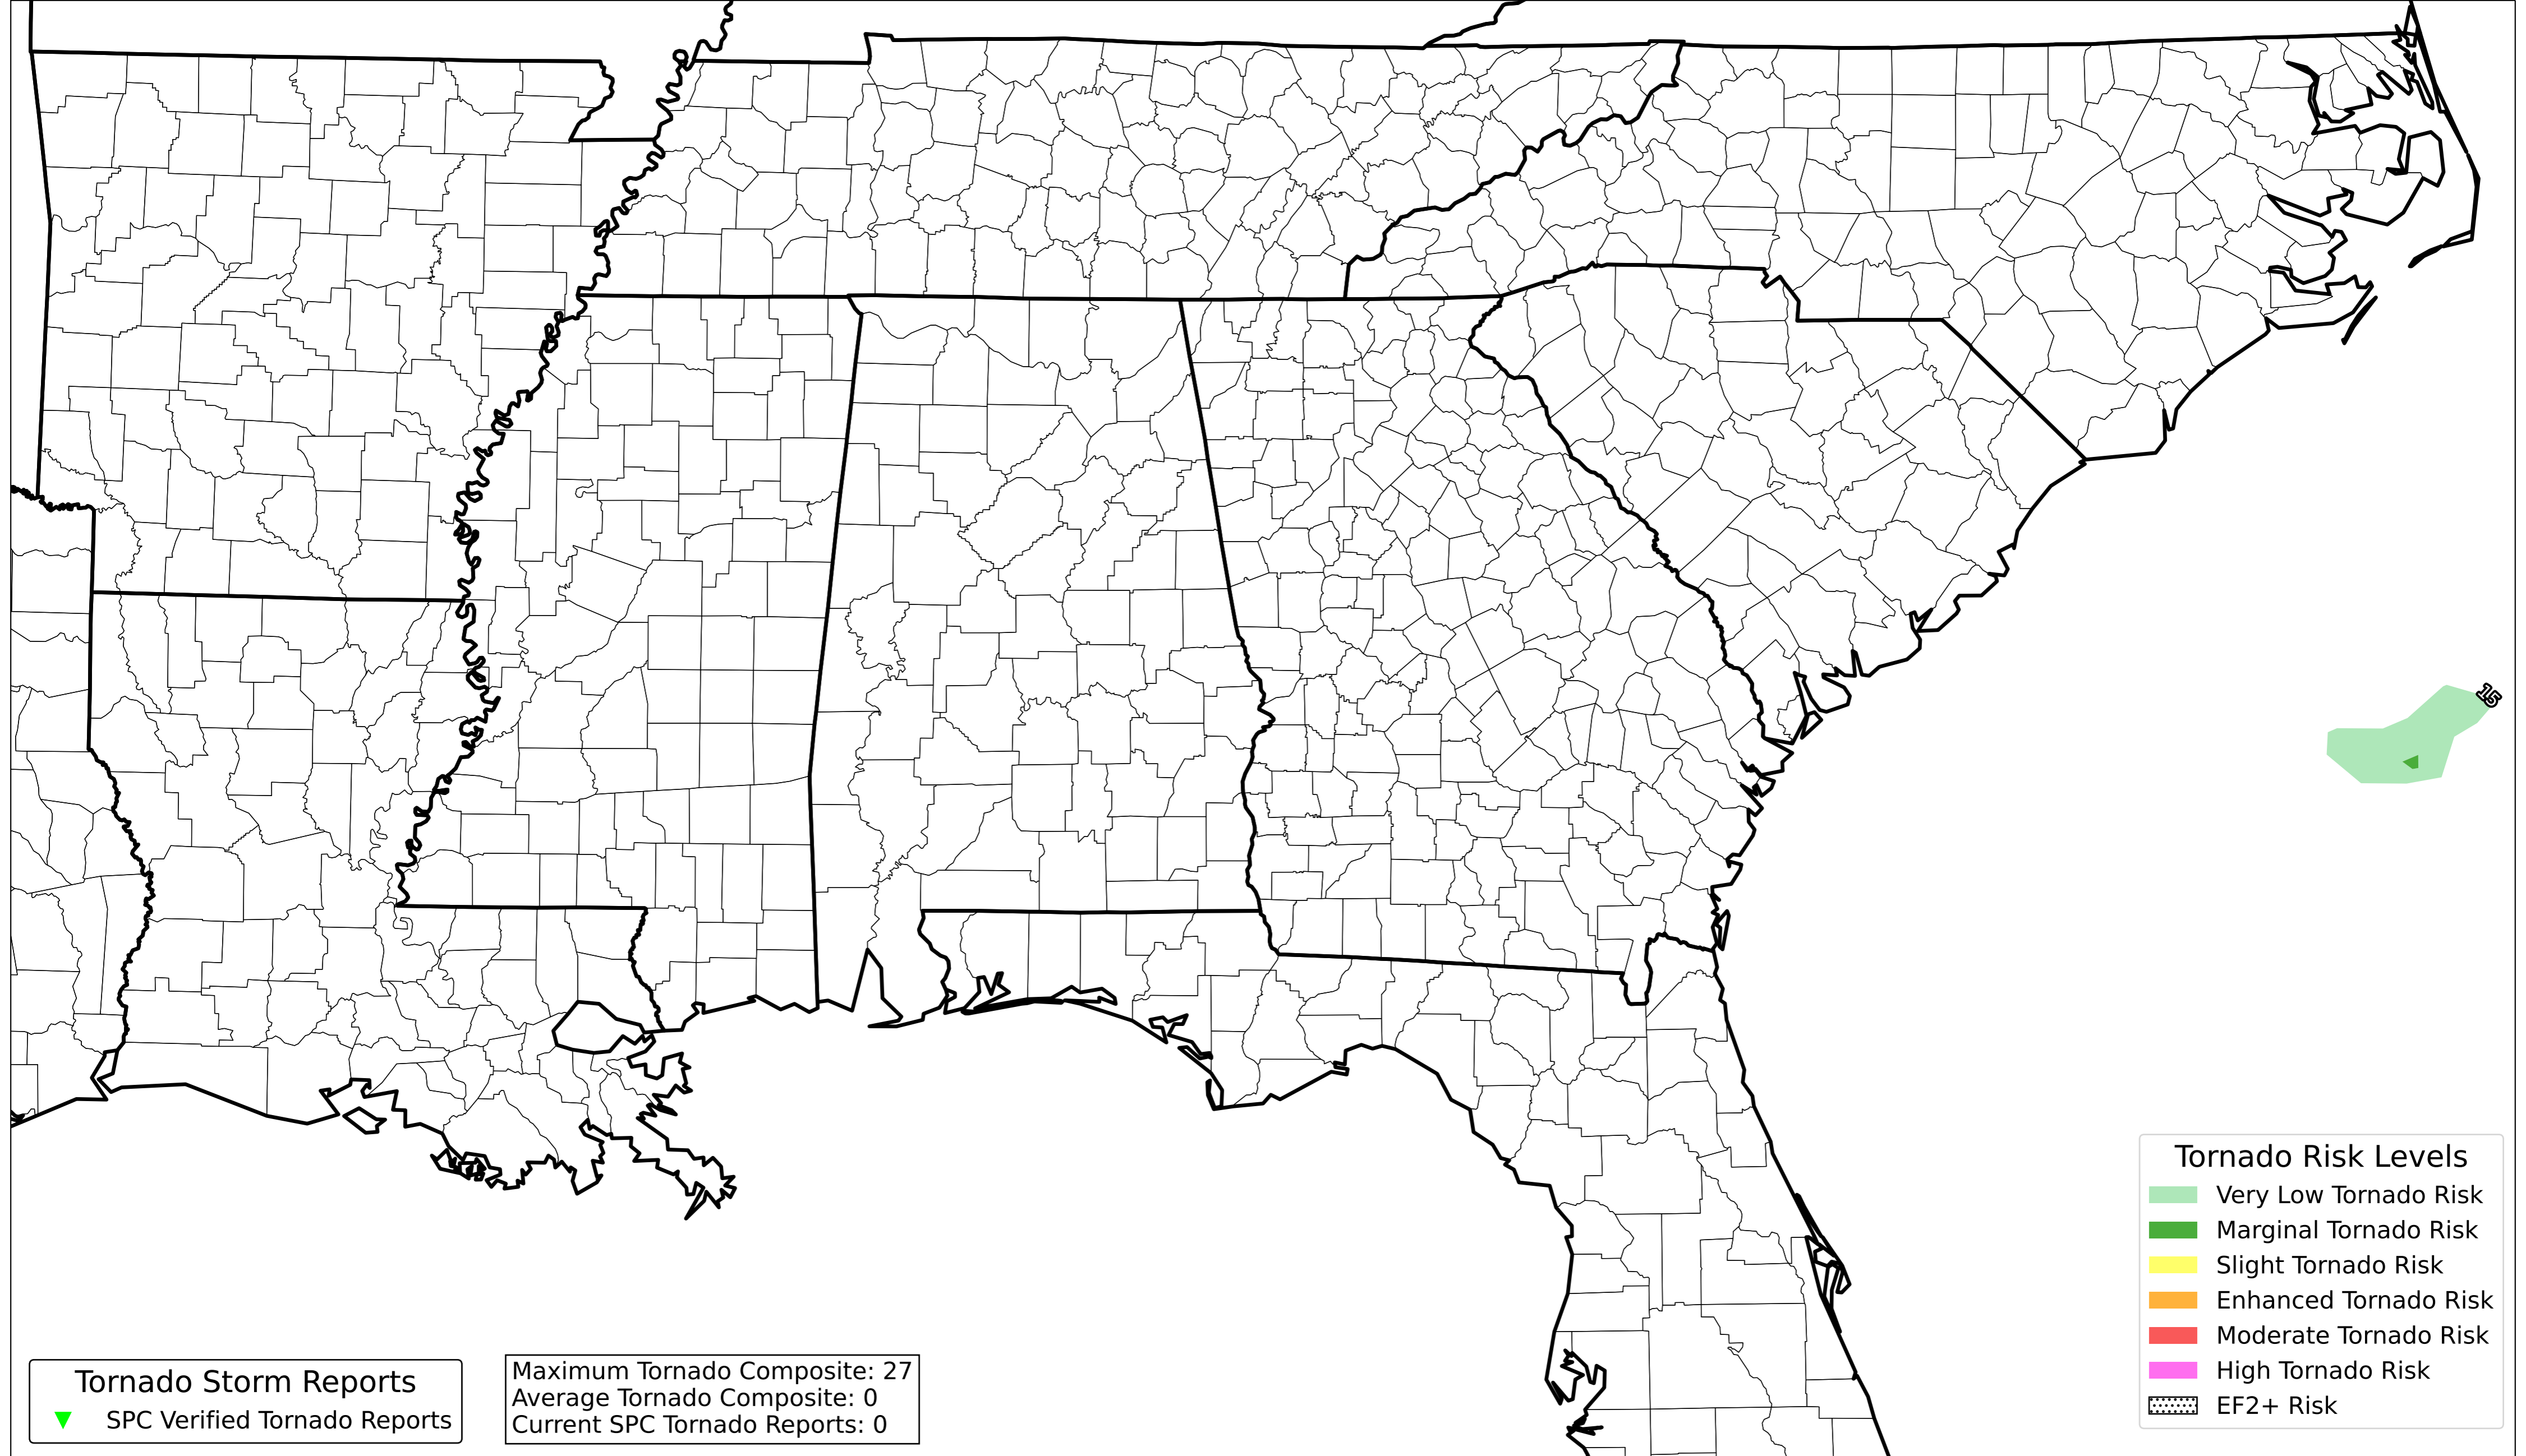 15
Tornado Risk Levels
Very Low Tornado Risk
Marginal Tornado Risk
Slight Tornado Risk
Enhanced Tornado Risk
Moderate Tornado Risk
High Tornado Risk
EF2+ Risk
Tornado Storm Reports
SPC Verified Tornado Reports
Maximum Tornado Composite: 27
Average Tornado Composite: 0
Current SPC Tornado Reports: 0